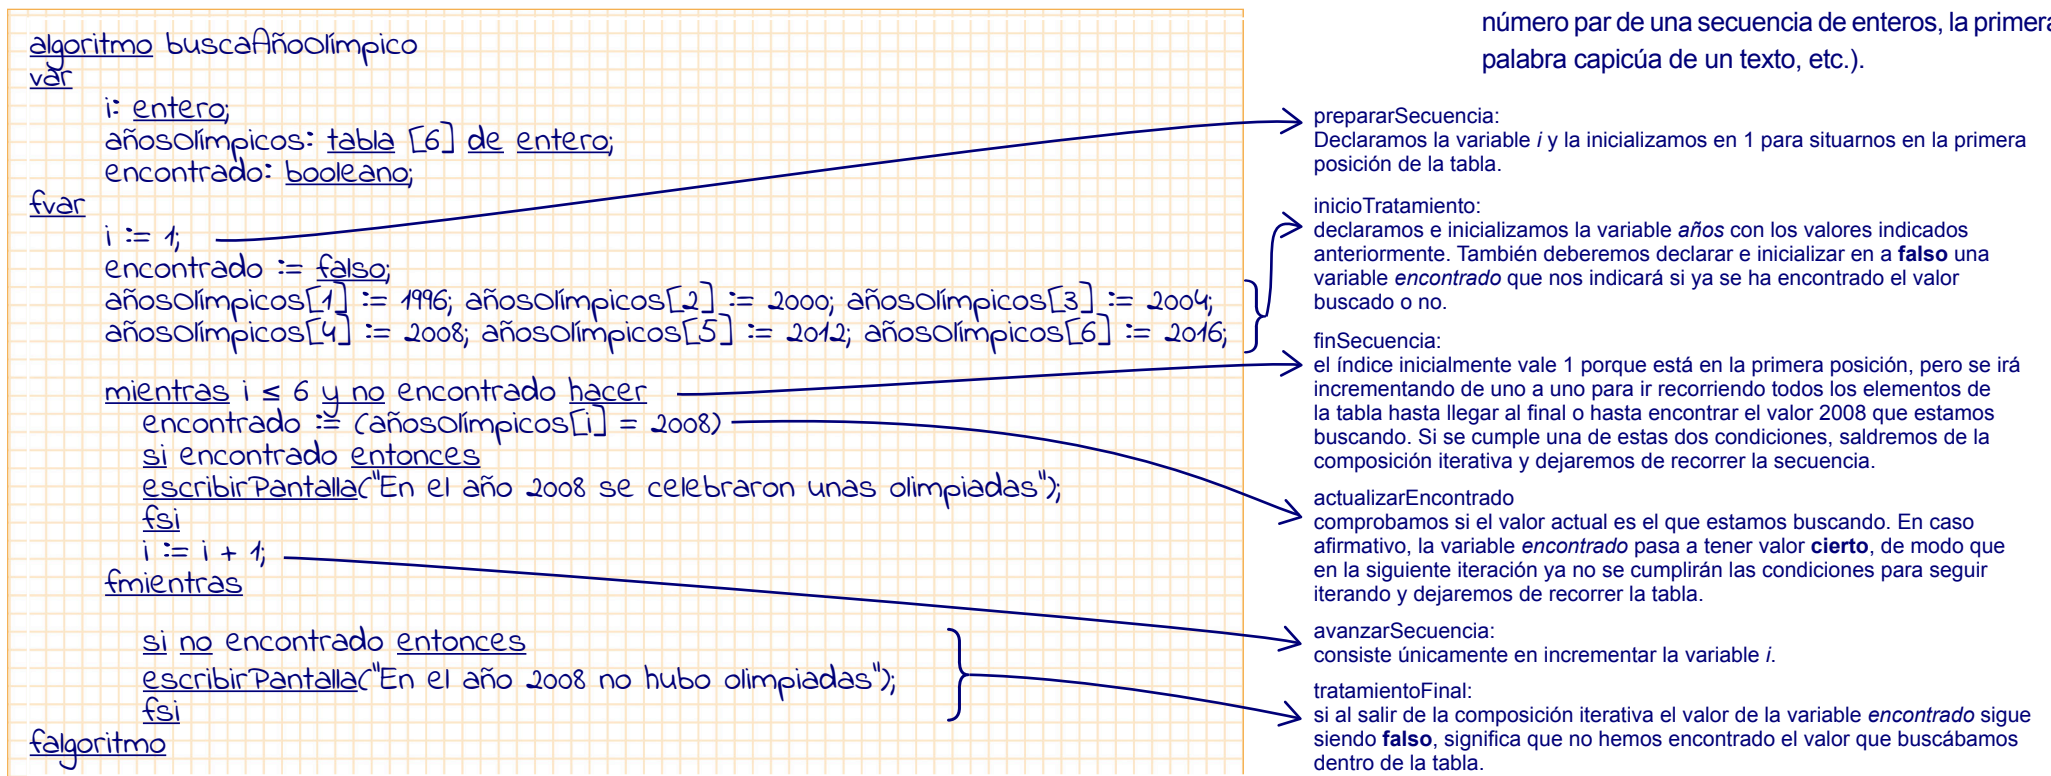 número par de una secuencia de enteros, la primera
palabra capicúa de un texto, etc.).
algoritmo buscaAñoOlímpico
var
i: entero;
añosOlímpicos: tabla [6] de entero;
encontrado: booleano;
fvar
i := 1;
encontrado := falso;
añosOlímpicos[1] := 1996; añosOlímpicos[2] := 2000; añosOlímpicos[3] := 2004;
añosOlímpicos[4] := 2008; añosOlímpicos[5] := 2012; añosOlímpicos[6] := 2016;
mientras i ≤ 6 y no encontrado hacer
encontrado := (añosOlímpicos[i] = 2008)
si encontrado entonces
escribirPantalla("En el año 2008 se celebraron unas olimpiadas");
fsi
i := i + 1;
fmientras
si no encontrado entonces
escribirPantalla("En el año 2008 no hubo olimpiadas");
fsi
falgoritmo
prepararSecuencia:
Declaramos la variable i y la inicializamos en 1 para situarnos en la primera
posición de la tabla.
inicioTratamiento:
declaramos e inicializamos la variable años con los valores indicados
anteriormente. También deberemos declarar e inicializar en a falso una
variable encontrado que nos indicará si ya se ha encontrado el valor
buscado o no.
finSecuencia:
el índice inicialmente vale 1 porque está en la primera posición, pero se irá
incrementando de uno a uno para ir recorriendo todos los elementos de
la tabla hasta llegar al final o hasta encontrar el valor 2008 que estamos
buscando. Si se cumple una de estas dos condiciones, saldremos de la
composición iterativa y dejaremos de recorrer la secuencia.
actualizarEncontrado
comprobamos si el valor actual es el que estamos buscando. En caso
afirmativo, la variable encontrado pasa a tener valor cierto, de modo que
en la siguiente iteración ya no se cumplirán las condiciones para seguir
iterando y dejaremos de recorrer la tabla.
avanzarSecuencia:
consiste únicamente en incrementar la variable i.
tratamientoFinal:
si al salir de la composición iterativa el valor de la variable encontrado sigue
siendo falso, significa que no hemos encontrado el valor que buscábamos
dentro de la tabla.